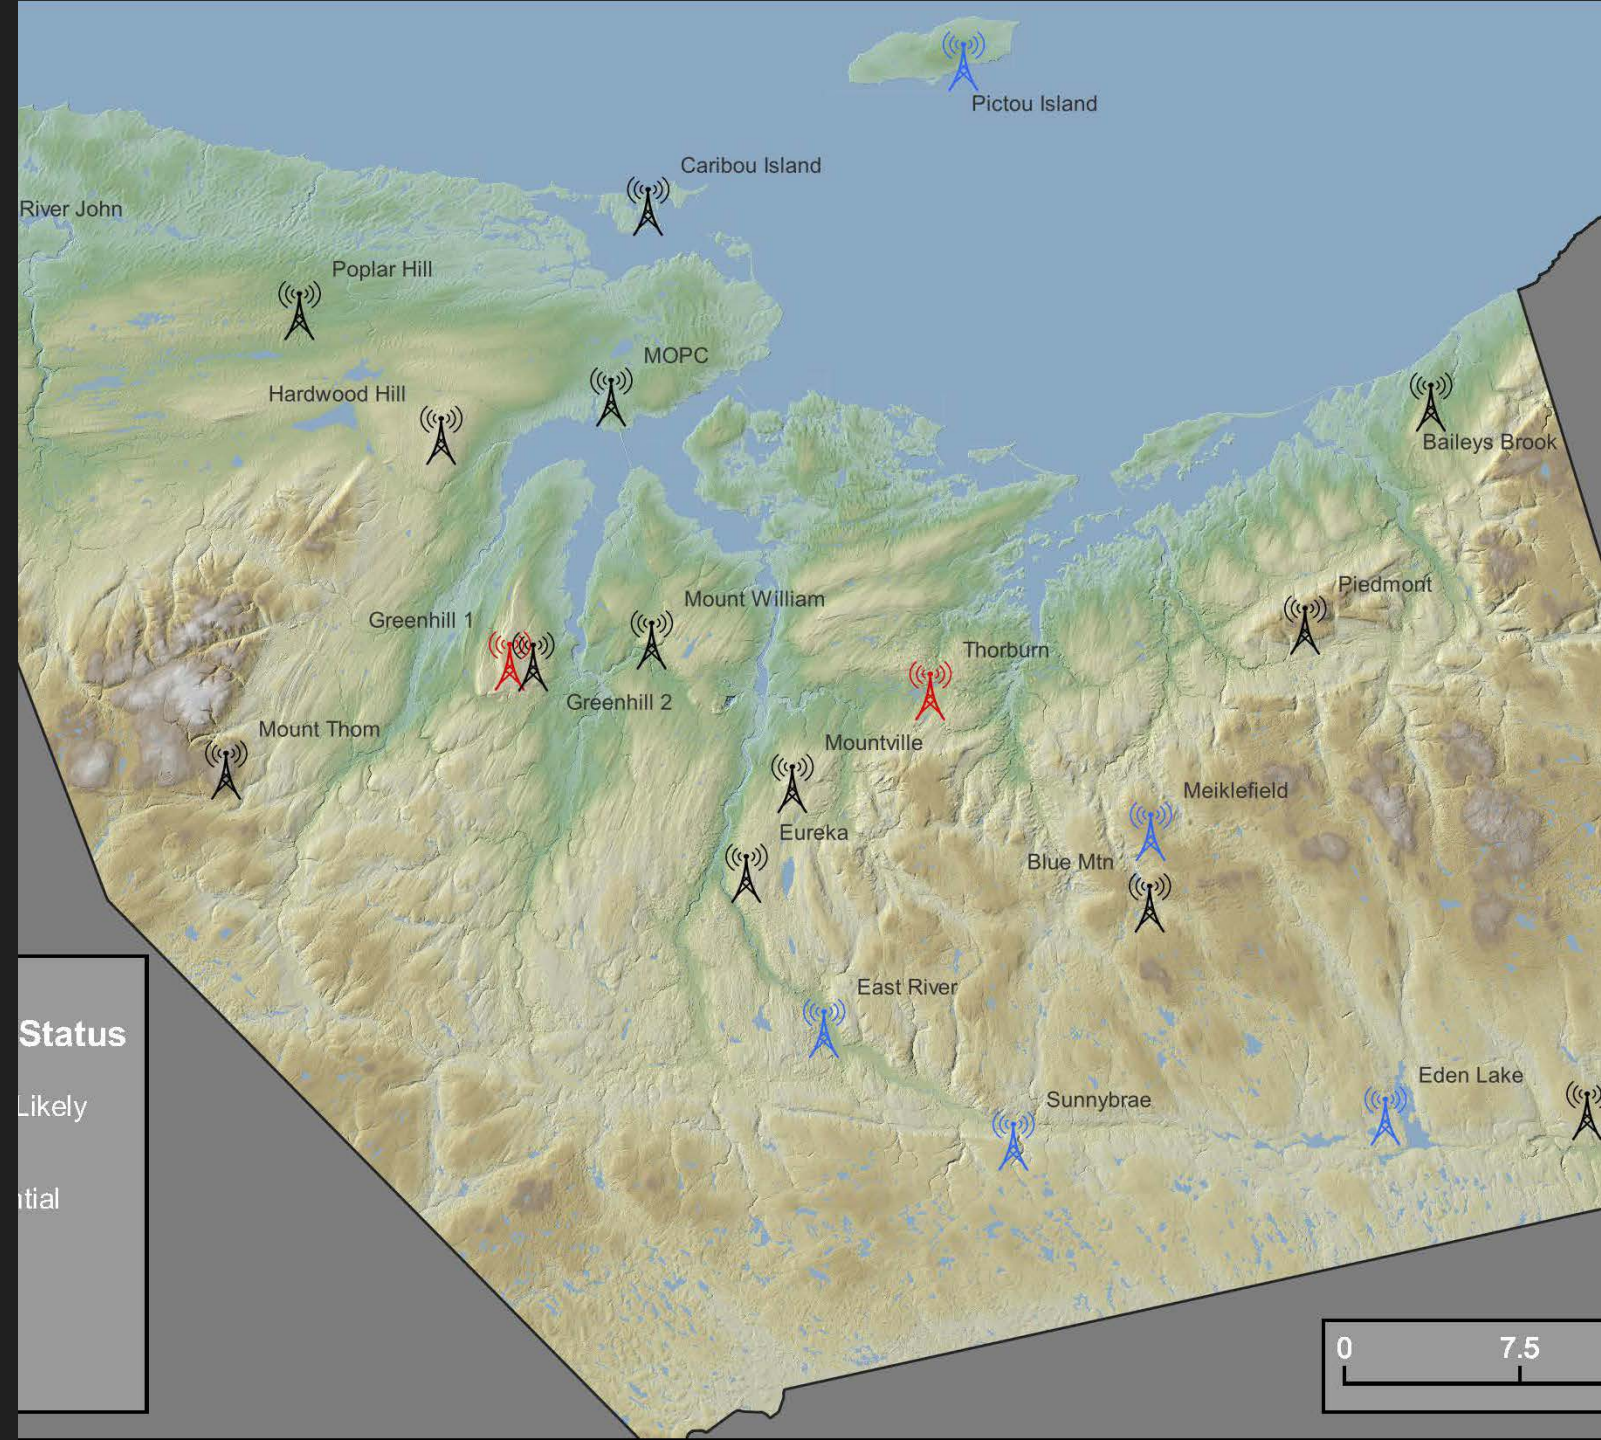 Pictou Island
Caribou Island
River John
Poplar Hill
MOPC
Hardwood Hill
Baileys Brook
Piedmont
Mount William
Greenhill 1
Thorburn
Greenhill 2
Mount Thom
Mountville
Meiklefield
Eureka
Blue Mtn
East River
Status
Eden Lake
Sunnybrae
Likely
tial
0 7.5